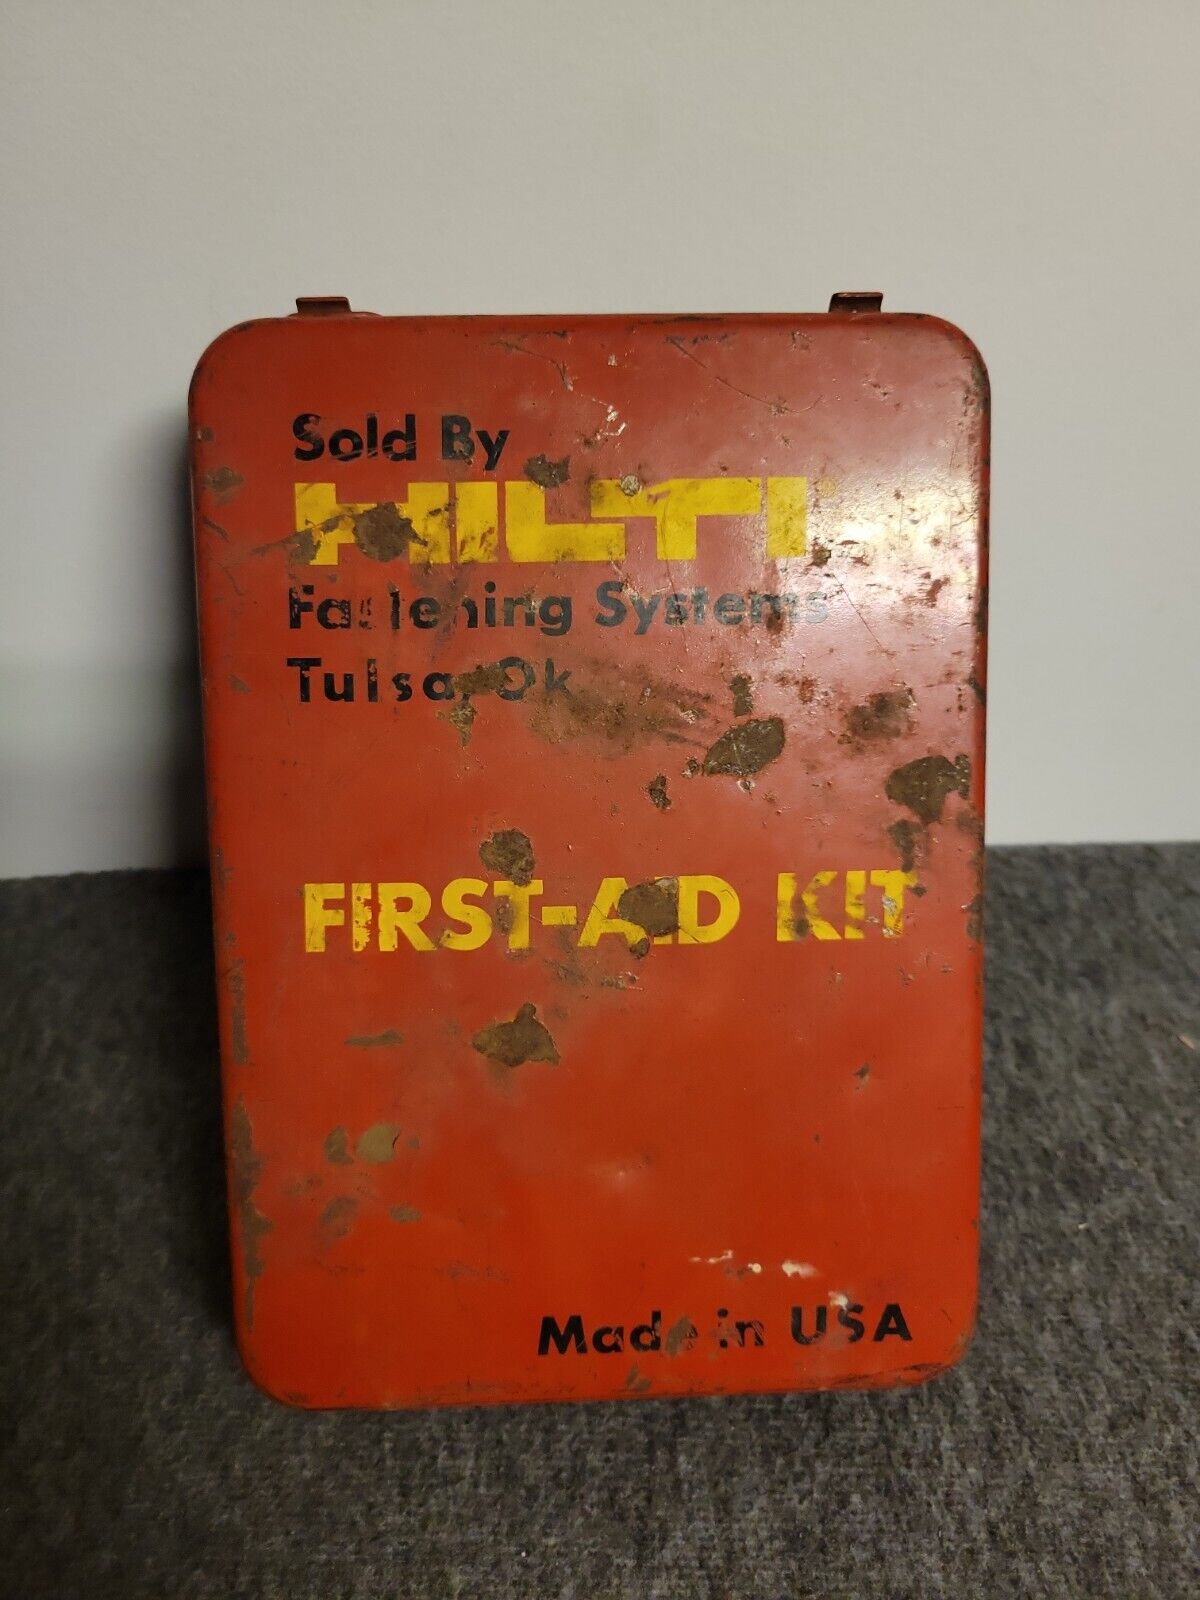 Sold By
HILTI®
Fastening Systems
Tulsa, Ok
FIRST-AID KIT
Made in USA